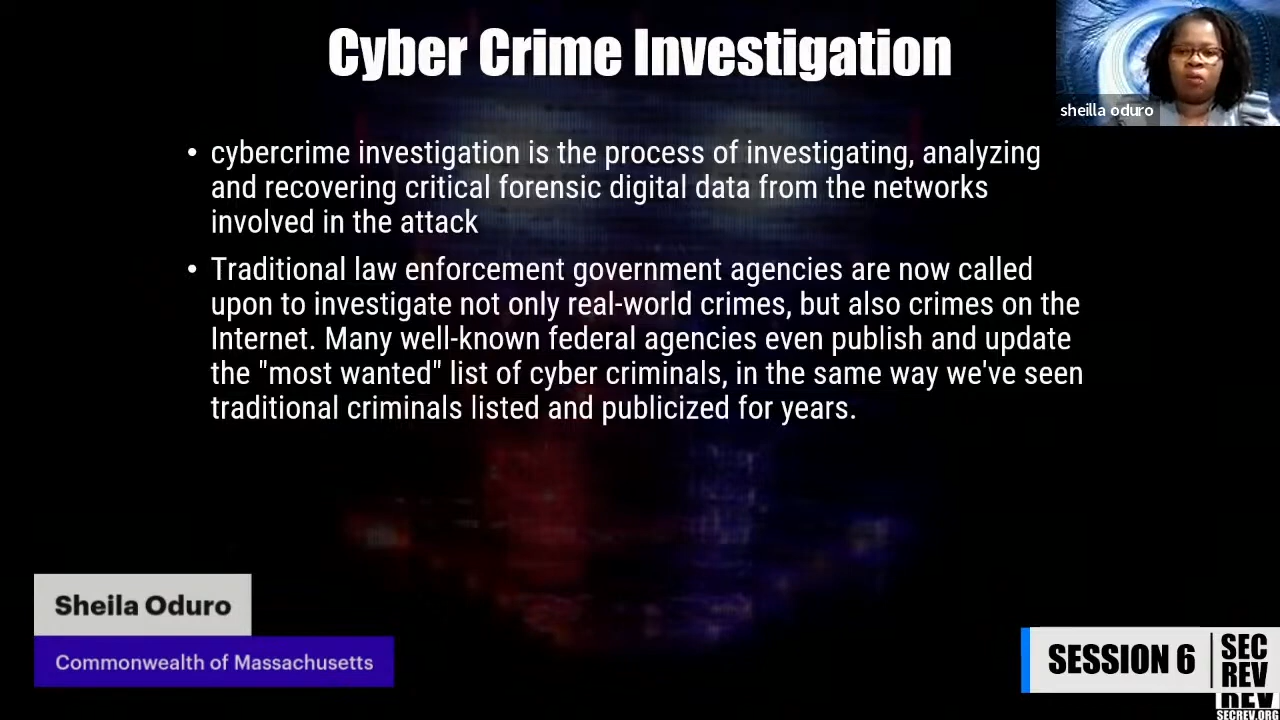 Cyber Crime Investigation
sheilla oduro
• cybercrime investigation is the process of investigating, analyzing
and recovering critical forensic digital data from the networks
involved in the attack
• Traditional law enforcement government agencies are now called
upon to investigate not only real-world crimes, but also crimes on the
Internet. Many well-known federal agencies even publish and update
the "most wanted" list of cyber criminals, in the same way we've seen
traditional criminals listed and publicized for years.
Sheila Oduro
Commonwealth of Massachusetts
SESSION 6
SEC
REV
REV
SECREV.ORG